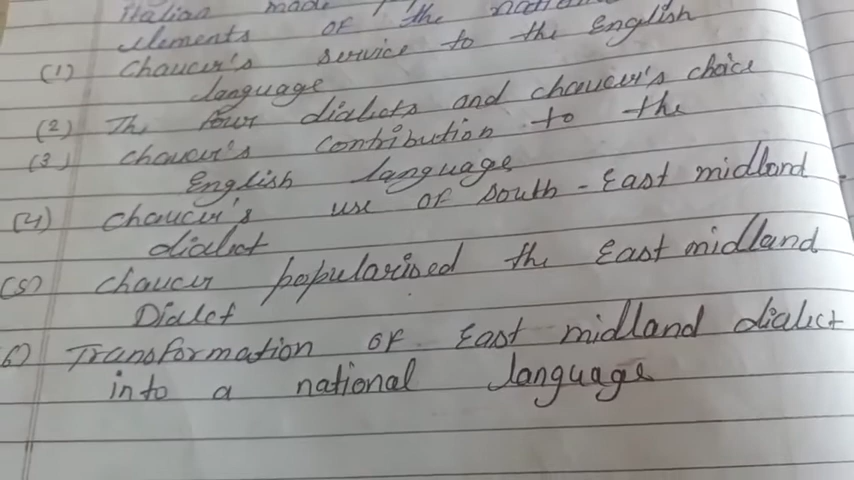 italian made the
elements of the
(1) Chaucer's service to the English
language
(2) The four dialects and chaucer's choice
(3) chaucer's contribution to the
English language
(4) chaucer's use of south-East midland
dialect
(5) chaucer popularised the East midland
Dialect
6) Transformation of East midland dialect
into a national language